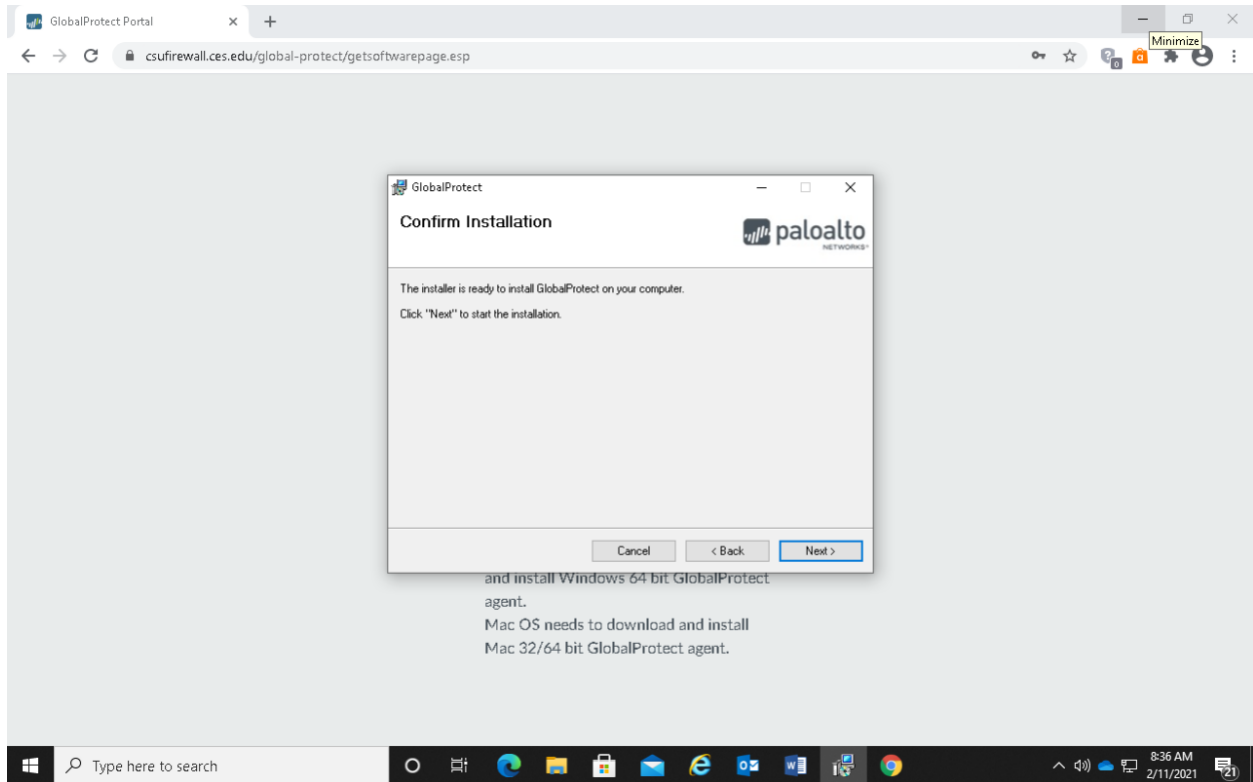 GlobalProtect Portal
Minimize
csufirewall.ces.edu/global-protect/getsoftwarepage.esp
0
a
GlobalProtect
Confirm Installation
paloalto
NETWORKS
The installer is ready to install GlobalProtect on your computer.
Click "Next" to start the installation.
Cancel
< Back
Next >
and install Windows 64 bit GlobalProtect
agent.
Mac OS needs to download and install
Mac 32/64 bit GlobalProtect agent.
Type here to search
8:36 AM
2/11/2021
21